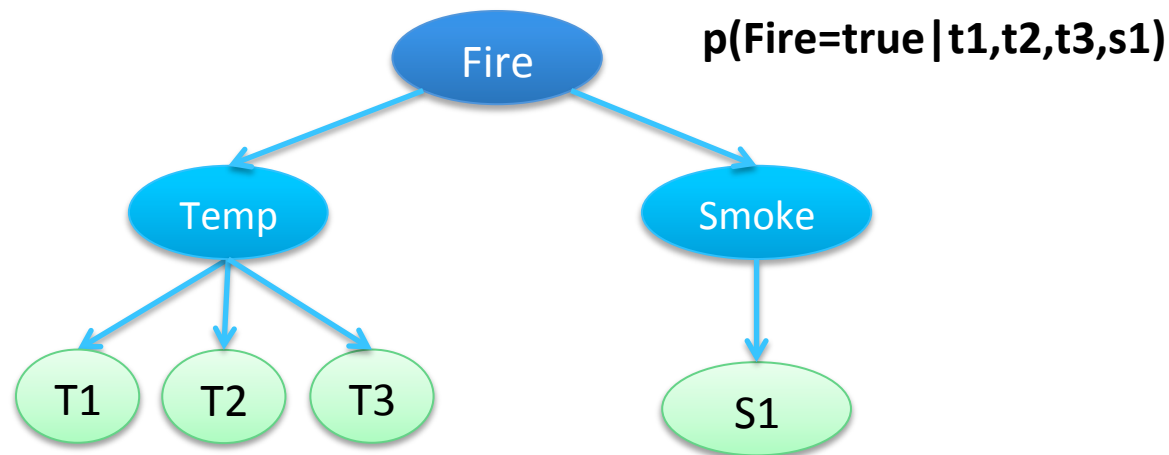 Fire
p(Fire=true|t1,t2,t3,s1)
Temp
Smoke
T1
T2
T3
S1